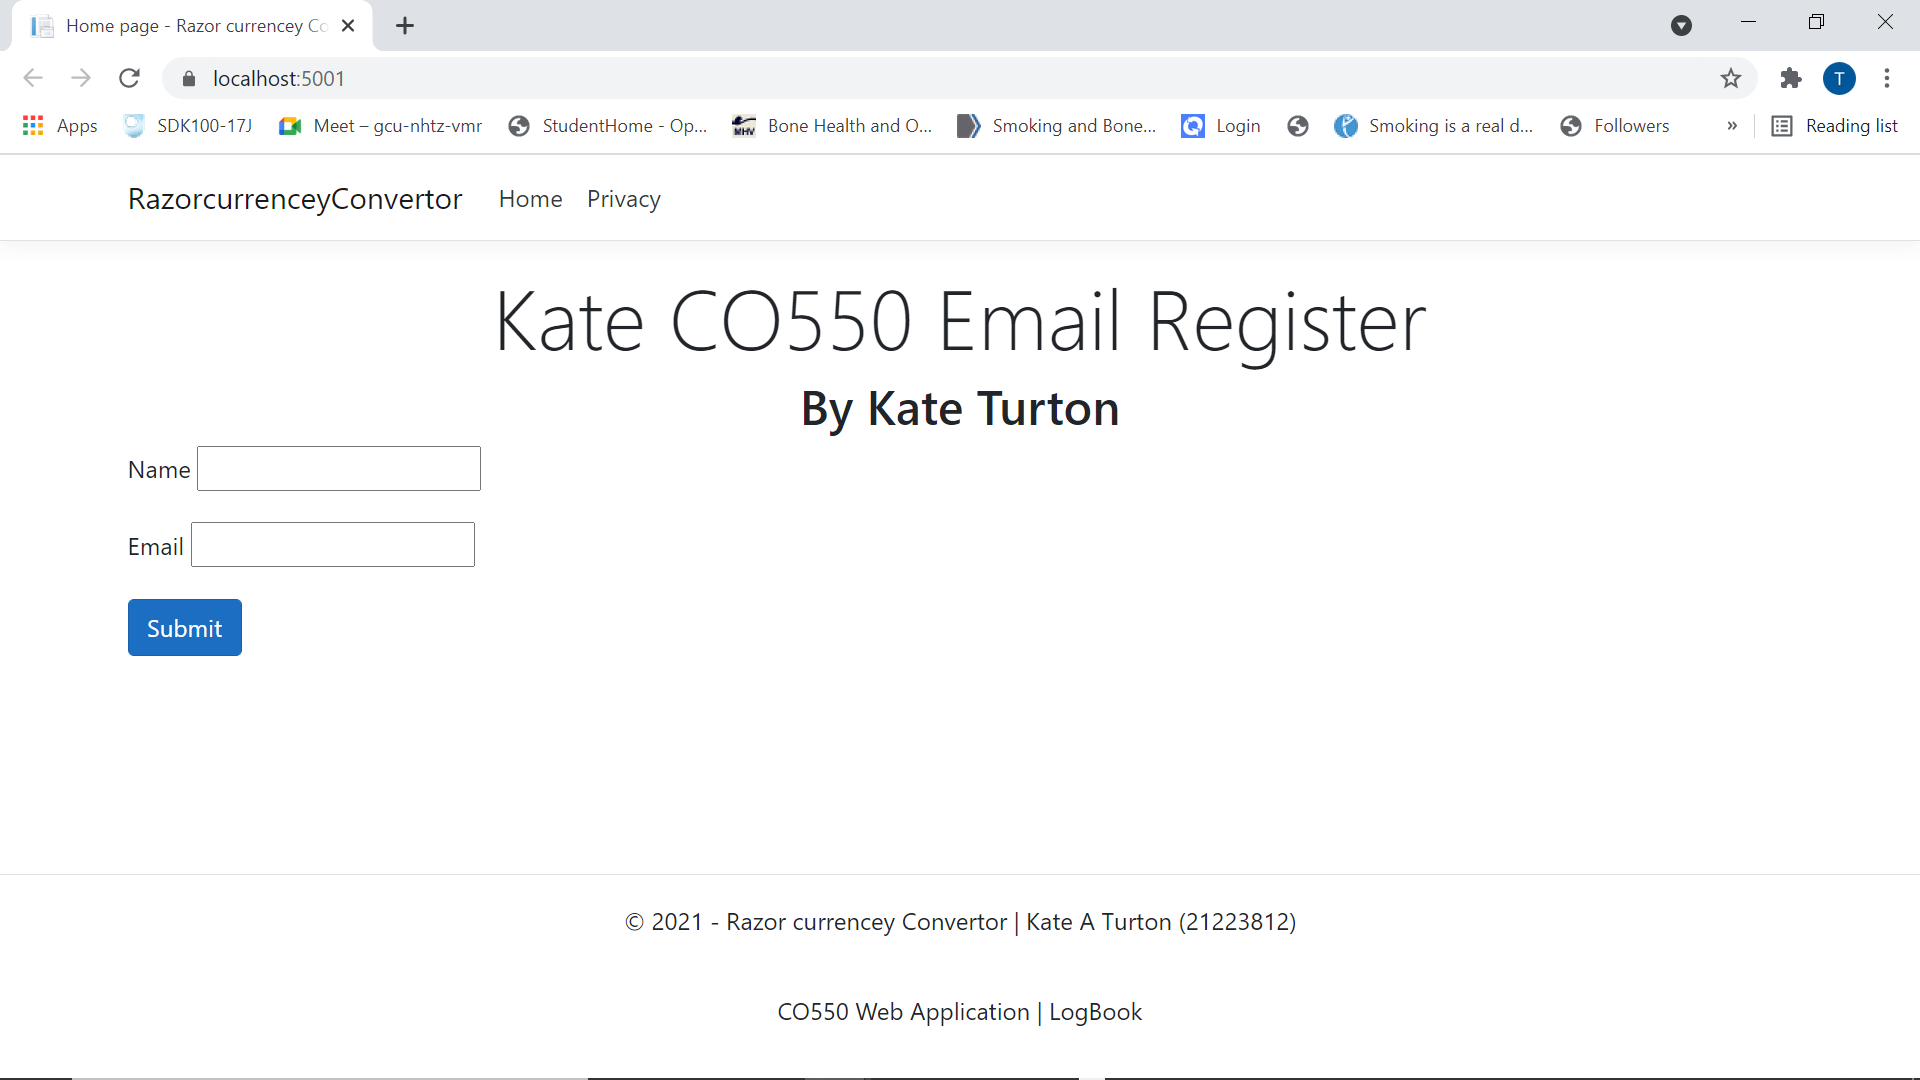 Home page - Razor currencey Co
localhost:5001
T
Apps SDK100-17J Meet – gcu-nhtz-vmr StudentHome - Op... MHV Bone Health and O... Smoking and Bone... Login Smoking is a real d... Followers » Reading list
RazorcurrenceyConvertor Home Privacy
Kate CO550 Email Register
By Kate Turton
Name
Email
Submit
© 2021 - Razor currencey Convertor | Kate A Turton (21223812)
CO550 Web Application | LogBook